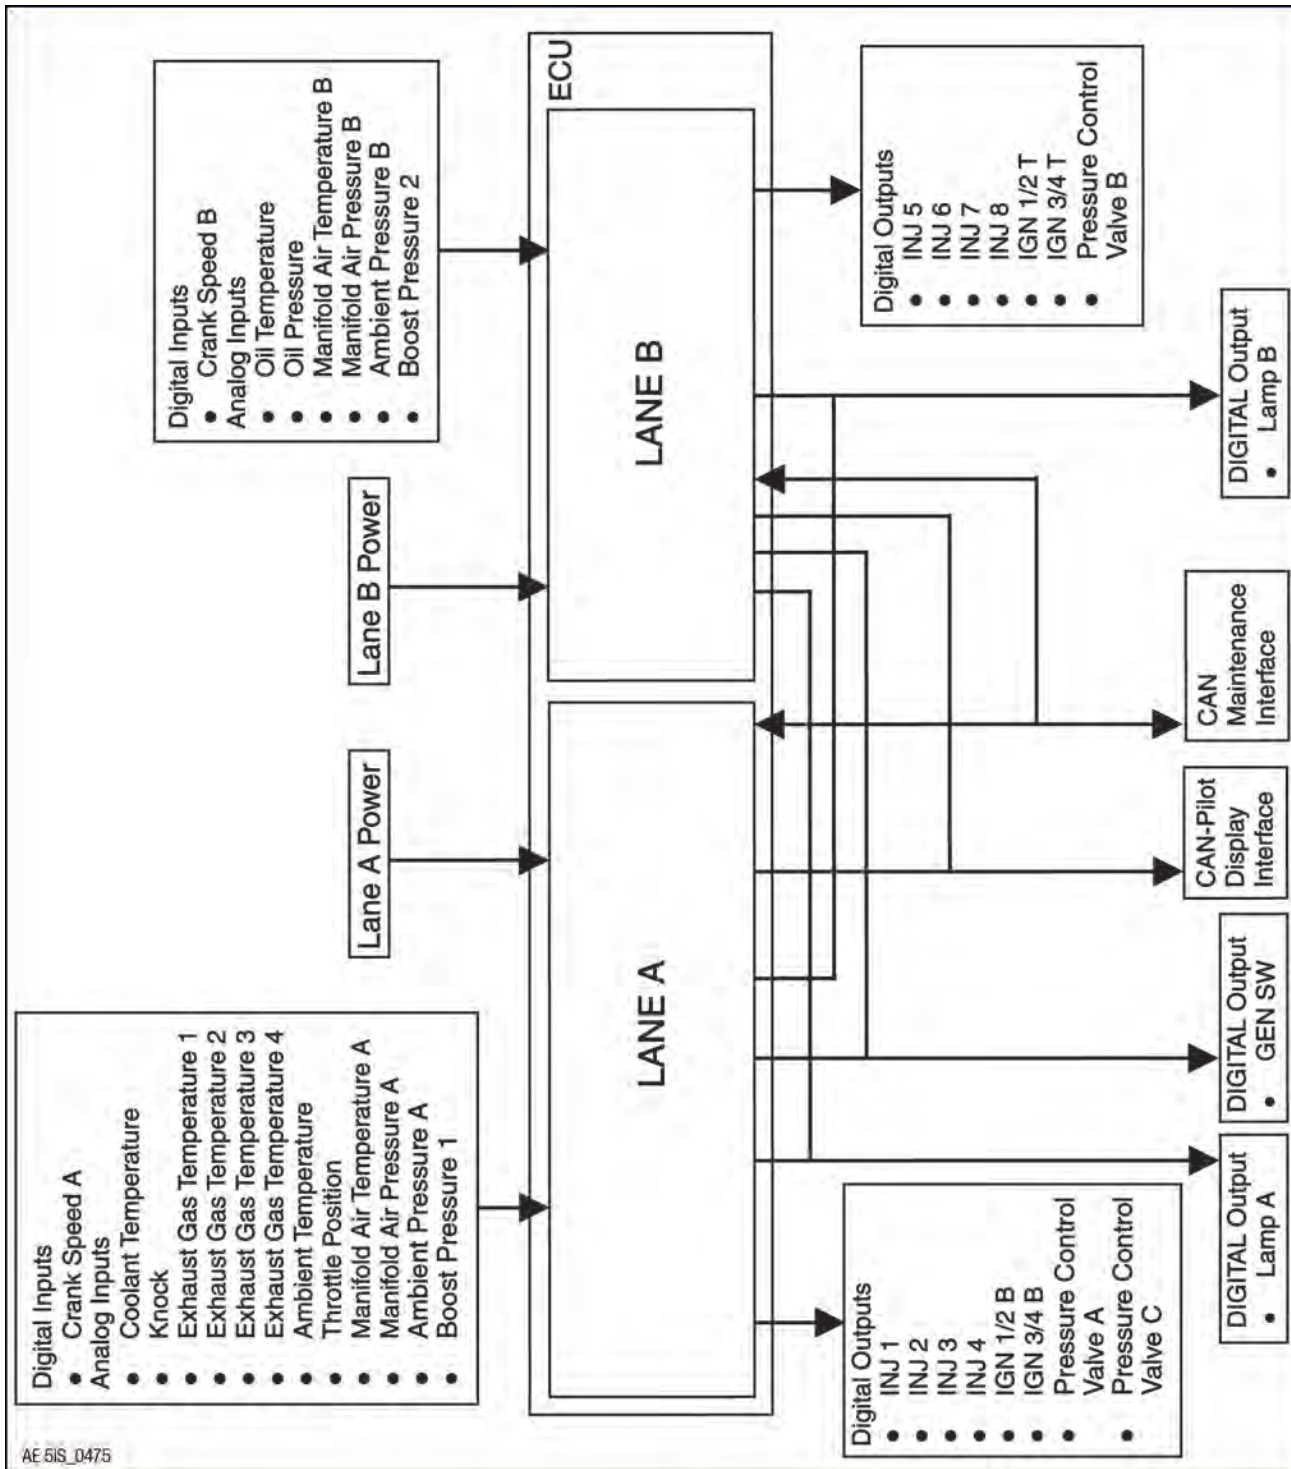 Digital Inputs
• Crank Speed A
Analog Inputs
• Coolant Temperature
• Knock
• Exhaust Gas Temperature 1
• Exhaust Gas Temperature 2
• Exhaust Gas Temperature 3
• Exhaust Gas Temperature 4
• Ambient Temperature
• Throttle Position
• Manifold Air Temperature A
• Manifold Air Pressure A
• Ambient Pressure A
• Boost Pressure 1
Lane A Power
Lane B Power
Digital Inputs
• Crank Speed B
Analog Inputs
• Oil Temperature
• Oil Pressure
• Manifold Air Temperature B
• Manifold Air Pressure B
• Ambient Pressure B
• Boost Pressure 2
ECU
LANE A
LANE B
Digital Outputs
• INJ 1
• INJ 2
• INJ 3
• INJ 4
• IGN 1/2 B
• IGN 3/4 B
• Pressure Control
Valve A
• Pressure Control
Valve C
DIGITAL Output
• Lamp A
DIGITAL Output
• GEN SW
CAN-Pilot
Display
Interface
CAN
Maintenance
Interface
DIGITAL Output
• Lamp B
Digital Outputs
• INJ 5
• INJ 6
• INJ 7
• INJ 8
• IGN 1/2 T
• IGN 3/4 T
• Pressure Control
Valve B
AE 5IS_0475